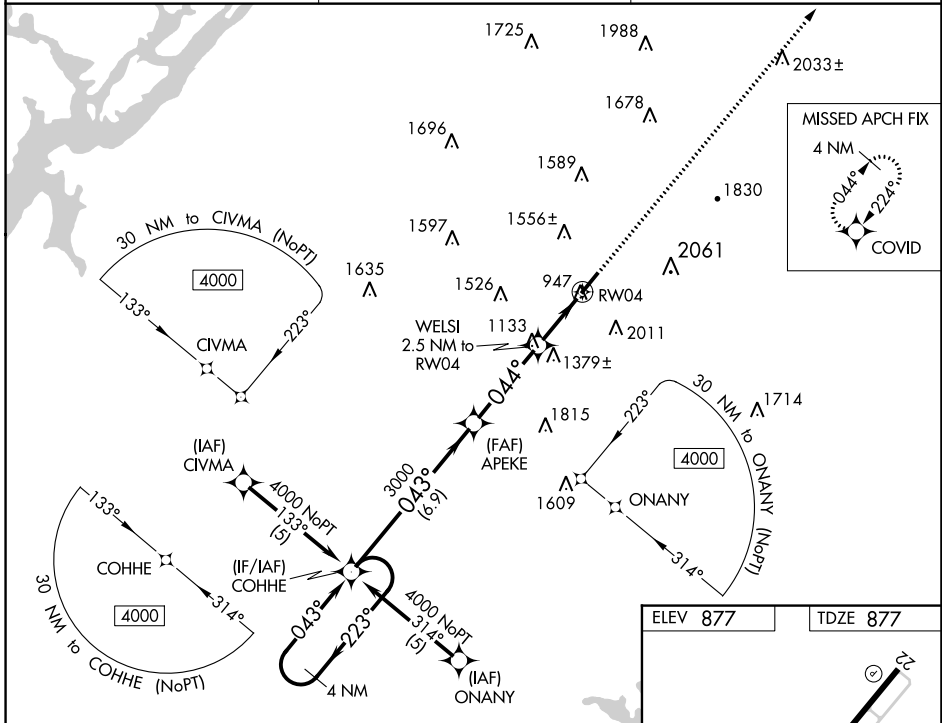 1725
1988
2033±
1678
MISSED APCH FIX
4 NM
044°
224°
COVID
1696
1589
1830
30 NM to CIVMA (NoPT)
4000
133°
223°
CIVMA
1597
1556±
2061
1635
1526
947
RW04
WELSI
2.5 NM to
RW04
1133
2011
1379±
044°
1815
(FAF)
APEKE
30 NM to ONANY (NoPT)
223°
4000
1714
1609
ONANY
314°
(IAF)
CIVMA
4000 NoPT
133°
(5)
3000
043°
(6.9)
133°
COHHE
314°
4000
30 NM to COHHE (NoPT)
(IF/IAF)
COHHE
043°
223°
4 NM
4000 NoPT
314°
(5)
(IAF)
ONANY
ELEV 877
TDZE 877
22
P